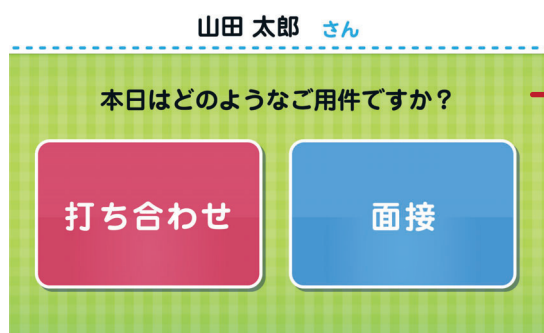 山田 太郎 さん
本日はどのようなご用件ですか？
打ち合わせ
面接